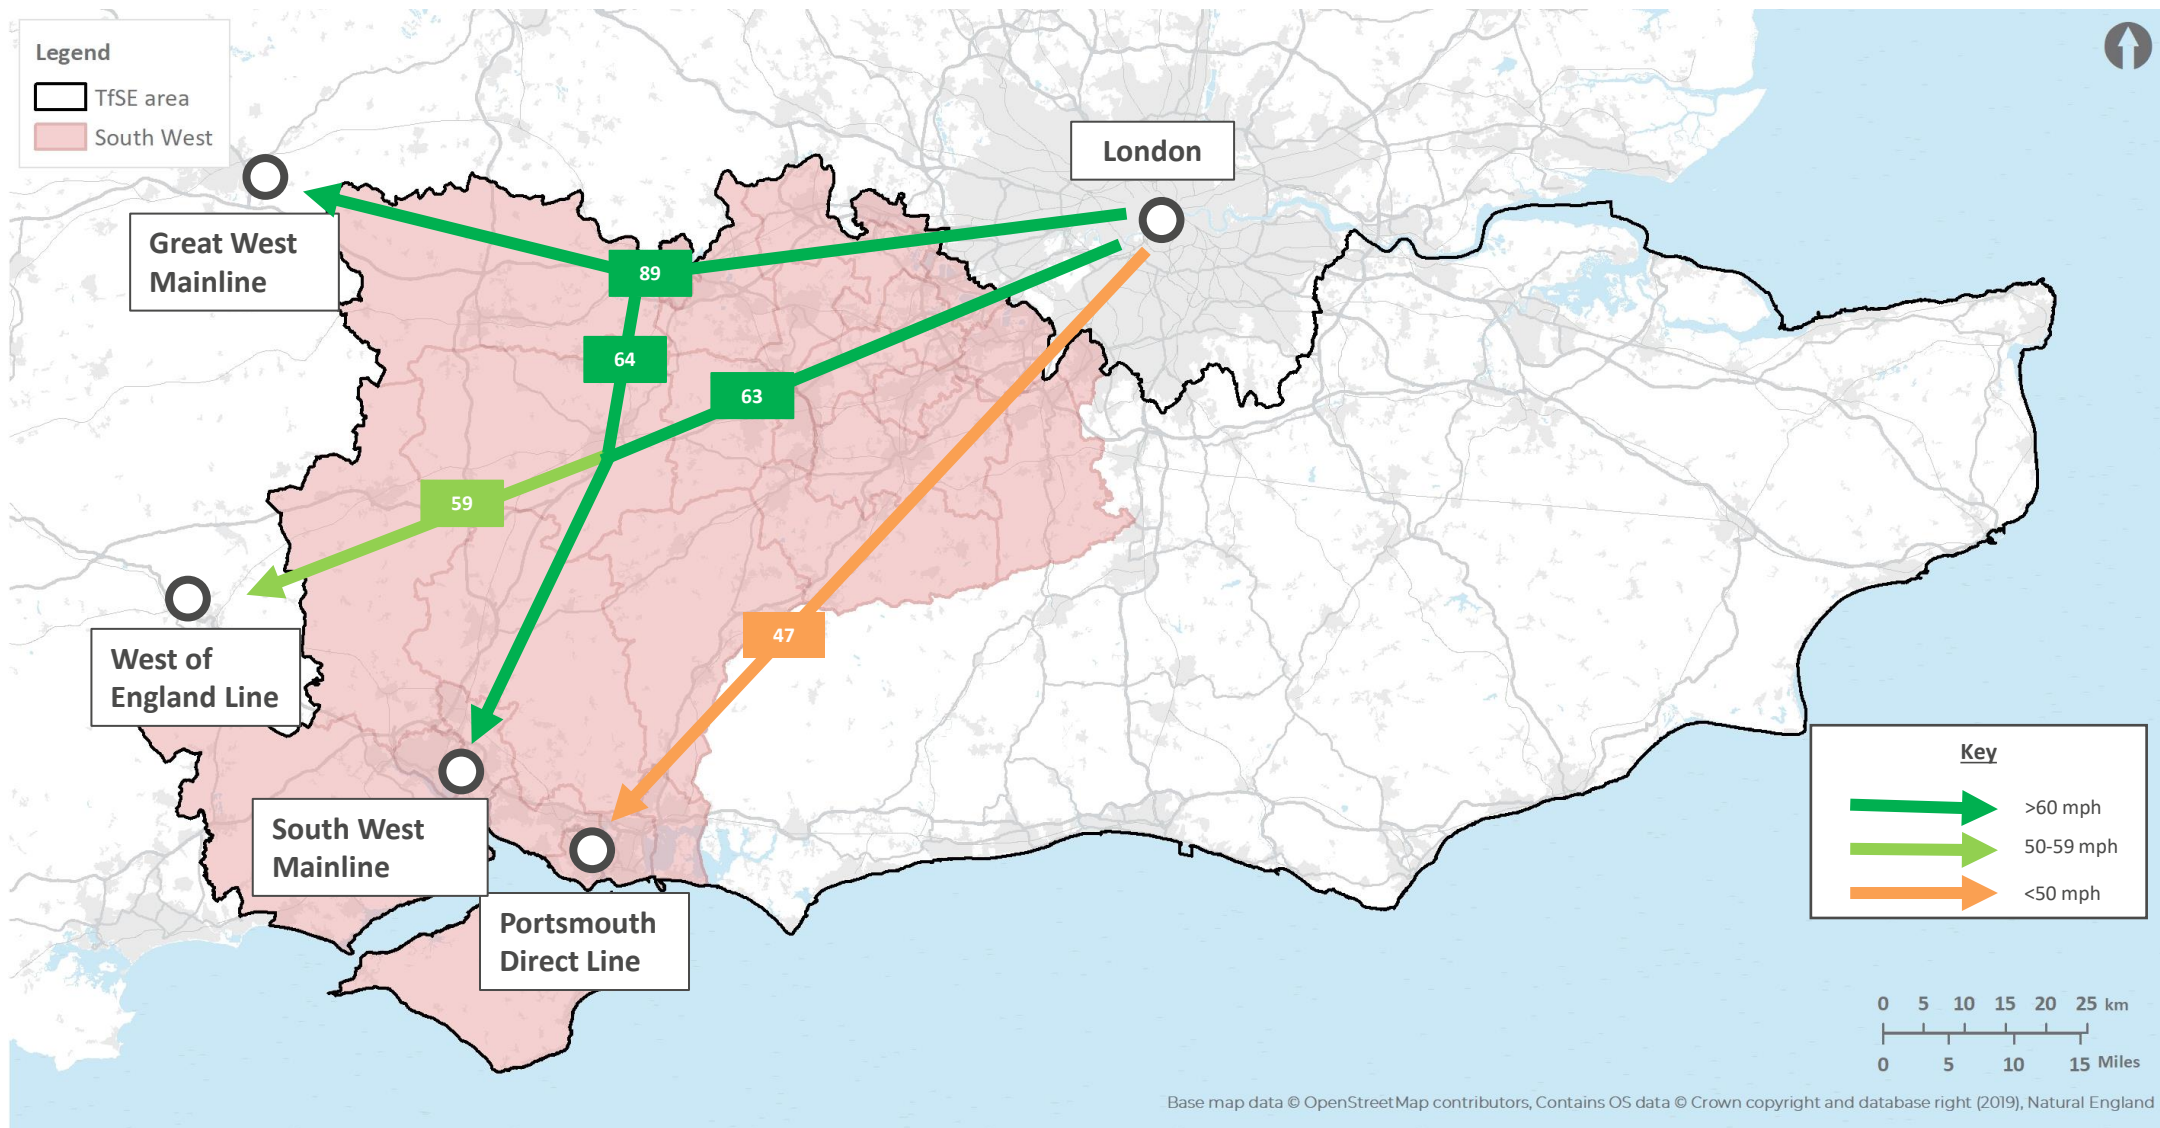 Legend
TfSE area
South West
London
Great West
Mainline
89
64
63
59
West of
England Line
47
South West
Mainline
Portsmouth
Direct Line
Key
>60 mph
50-59 mph
<50 mph
0 5 10 15 20 25 km
0 5 10 15 Miles
Base map data © OpenStreetMap contributors, Contains OS data © Crown copyright and database right (2019), Natural England